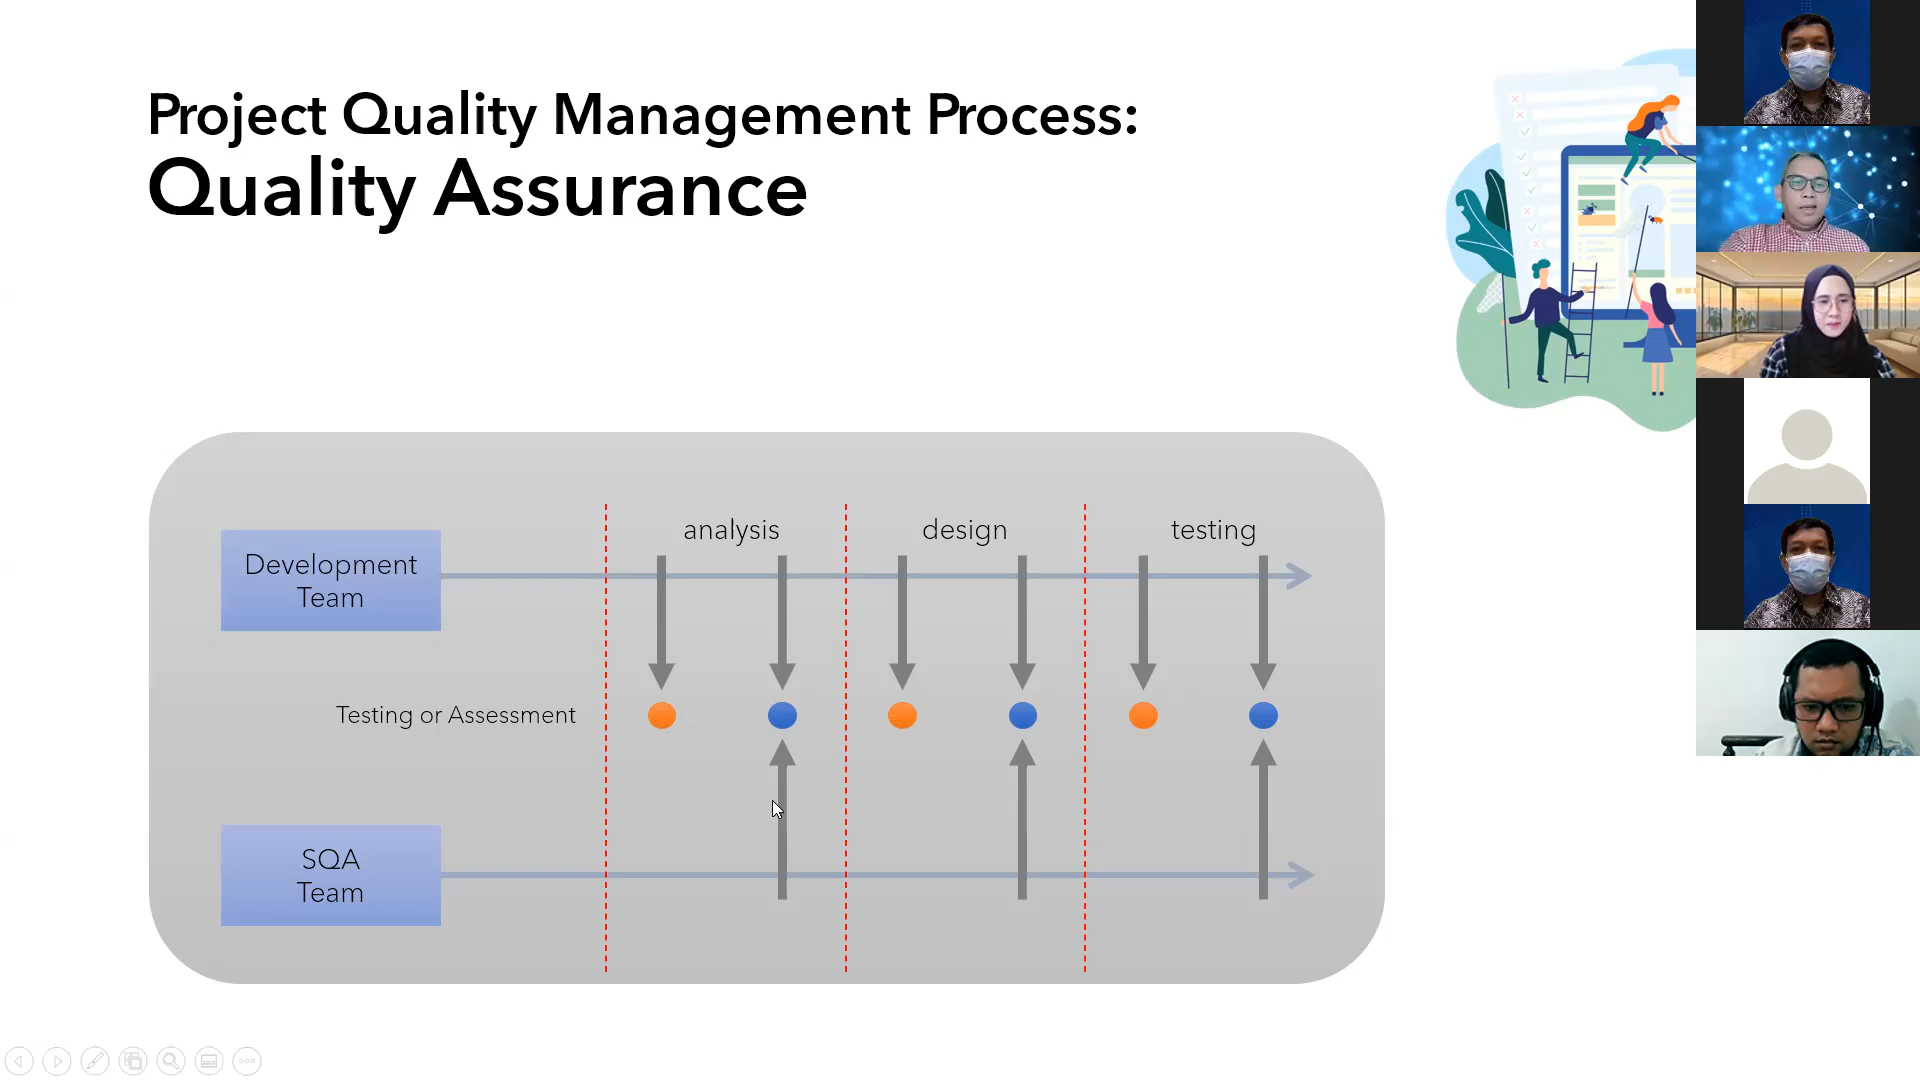 Project Quality Management Process:
Quality Assurance
analysis
design
testing
Development
Team
Testing or Assessment
SQA
Team